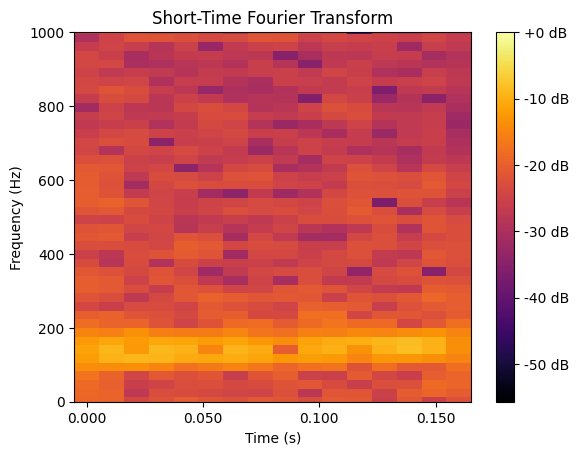 Short-Time Fourier Transform
1000
800
600
400
200
0
Frequency (Hz)
0.000
0.050
0.100
0.150
Time (s)
+0 dB
-10 dB
-20 dB
-30 dB
-40 dB
-50 dB